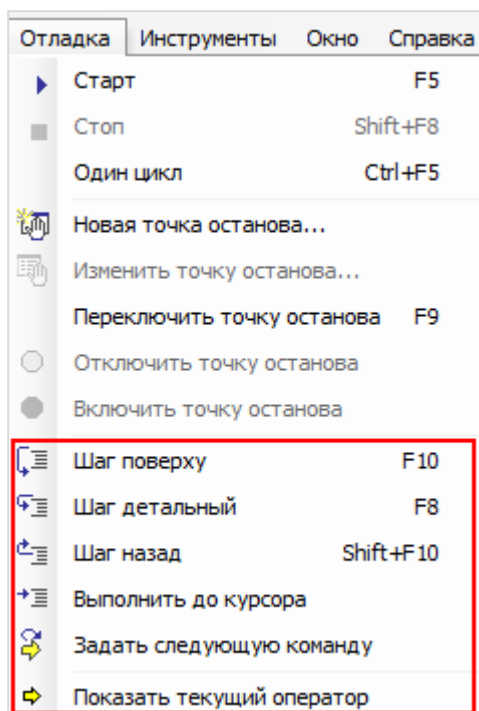 Отладка Инструменты Окно Справка
Старт F5
Стоп Shift+F8
Один цикл Ctrl+F5
Новая точка останова...
Изменить точку останова...
Переключить точку останова F9
Отключить точку останова
Включить точку останова
Шаг поверху F10
Шаг детальный F8
Шаг назад Shift+F10
Выполнить до курсора
Задать следующую команду
Показать текущий оператор